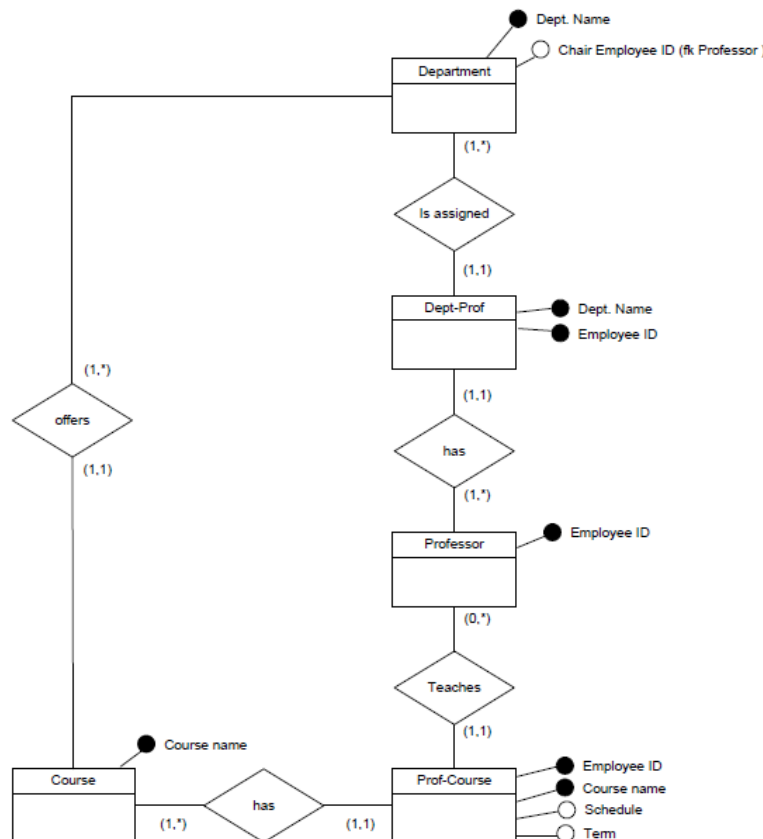 Dept. Name
Chair Employee ID (fk Professor )
Department
(1,*)
Is assigned
(1,1)
Dept-Prof
Dept. Name
Employee ID
(1,*)
(1,1)
offers
has
(1,1)
(1,*)
Professor
Employee ID
(0,*)
Teaches
Course name
(1,1)
Employee ID
Course
Prof-Course
Course name
has
Schedule
(1,*)
(1,1)
Term